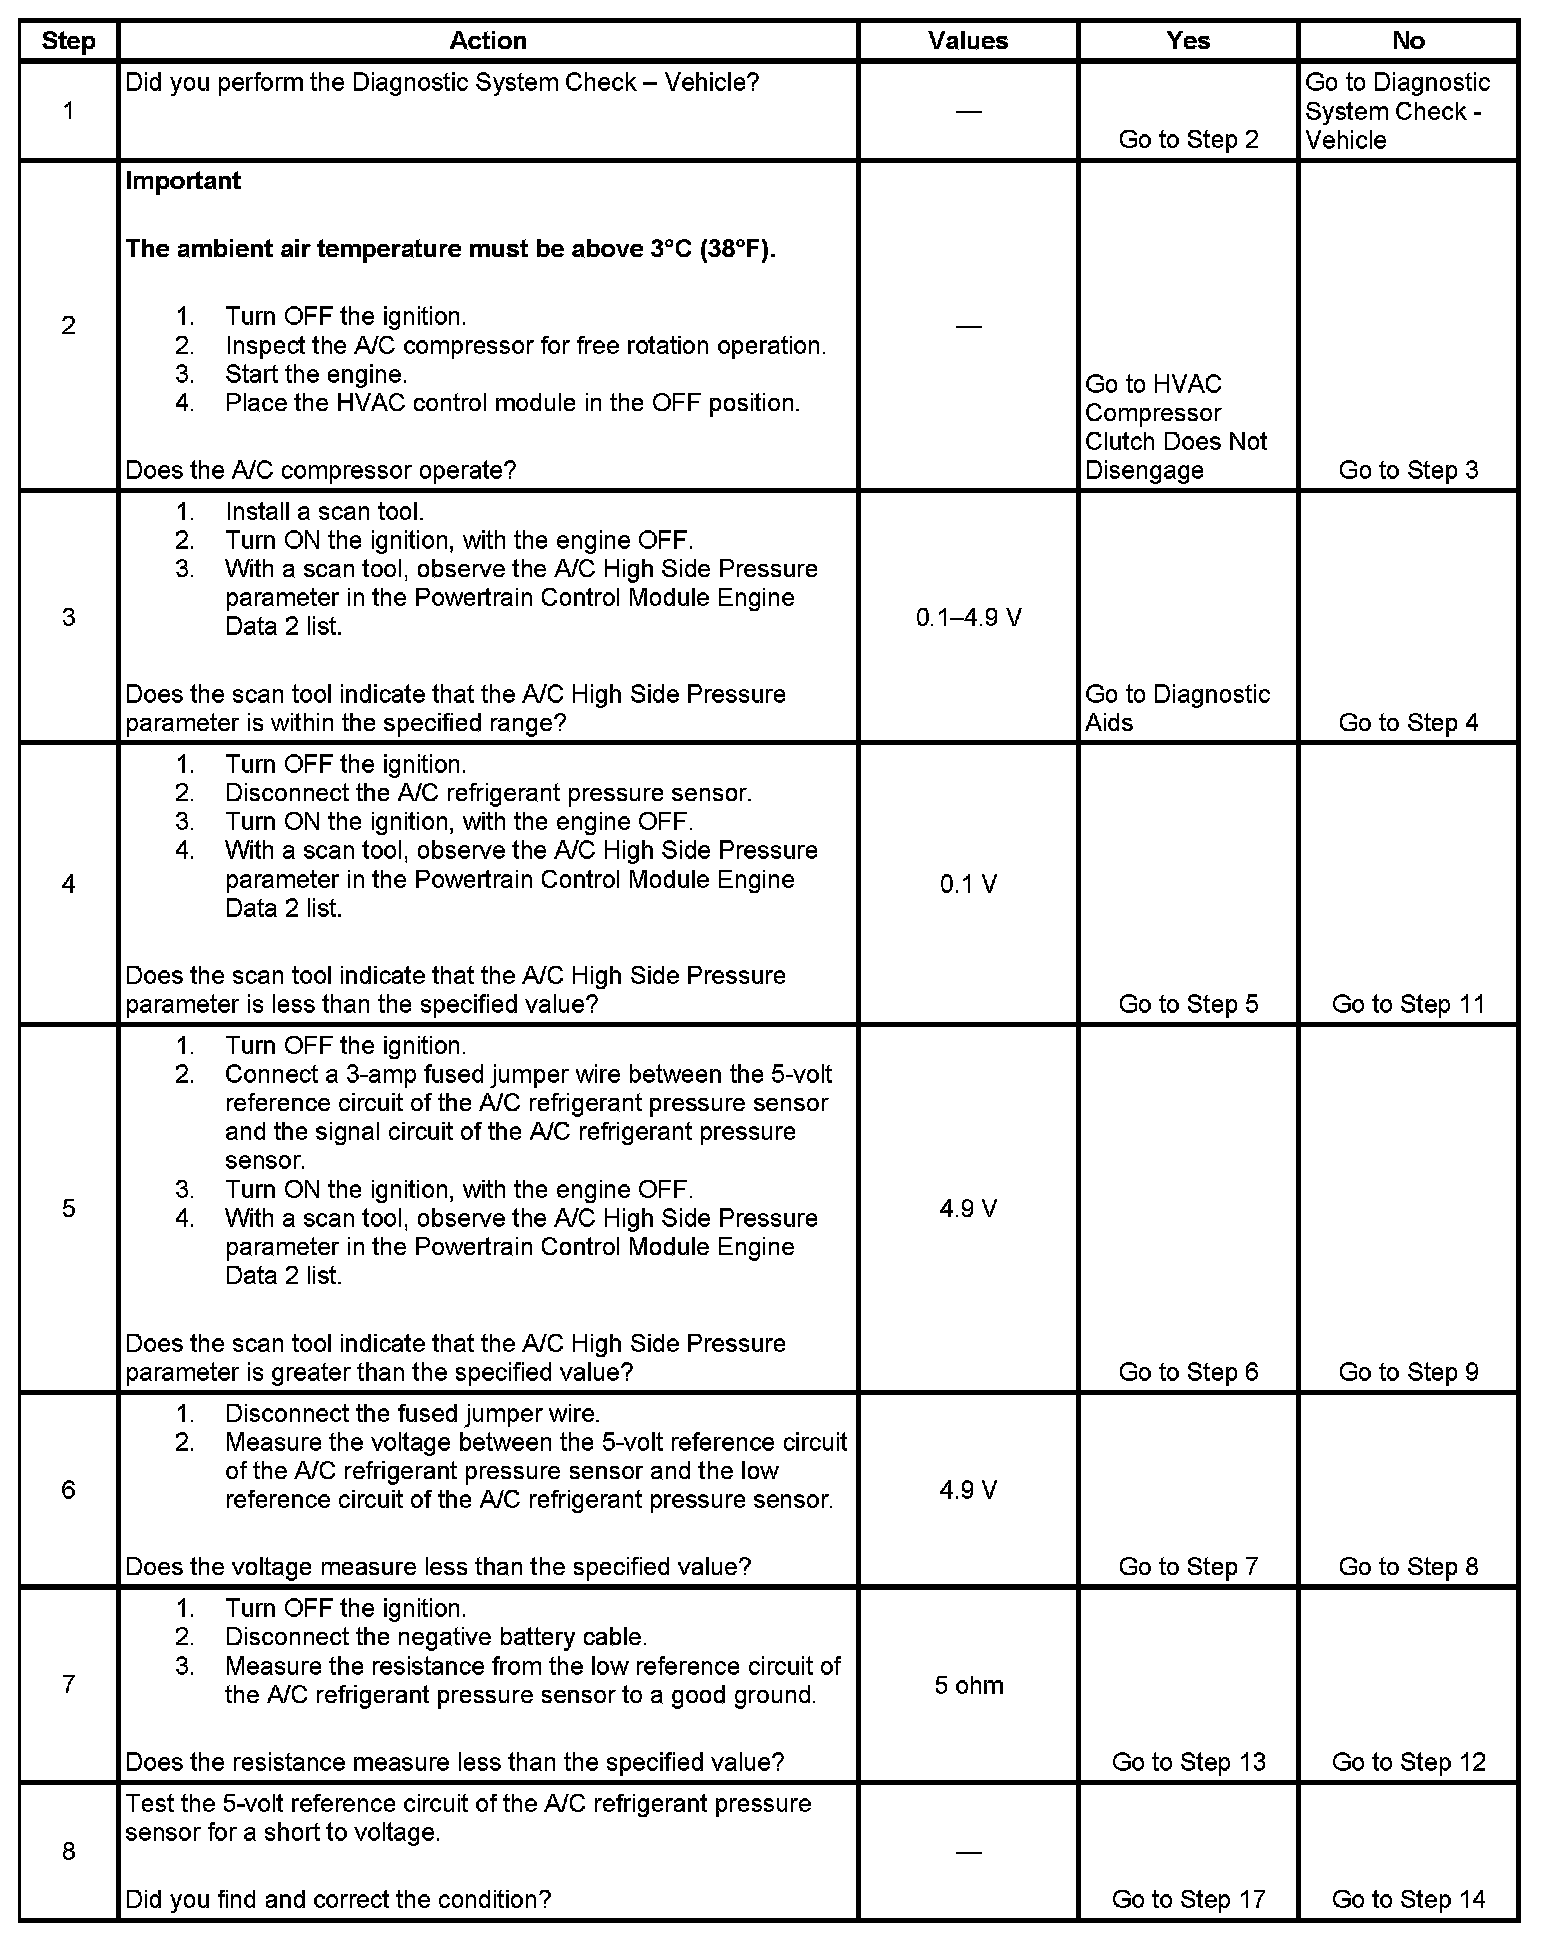 Step Action Values Yes No
1
Did you perform the Diagnostic System Check – Vehicle?
—
Go to Step 2
Go to Diagnostic
System Check -
Vehicle
2
Important
The ambient air temperature must be above 3°C (38°F).
1. Turn OFF the ignition.
2. Inspect the A/C compressor for free rotation operation.
3. Start the engine.
4. Place the HVAC control module in the OFF position.
Does the A/C compressor operate?
—
Go to HVAC
Compressor
Clutch Does Not
Disengage
Go to Step 3
3
1. Install a scan tool.
2. Turn ON the ignition, with the engine OFF.
3. With a scan tool, observe the A/C High Side Pressure
parameter in the Powertrain Control Module Engine
Data 2 list.
Does the scan tool indicate that the A/C High Side Pressure
parameter is within the specified range?
0.1–4.9 V
Go to Diagnostic
Aids
Go to Step 4
4
1. Turn OFF the ignition.
2. Disconnect the A/C refrigerant pressure sensor.
3. Turn ON the ignition, with the engine OFF.
4. With a scan tool, observe the A/C High Side Pressure
parameter in the Powertrain Control Module Engine
Data 2 list.
Does the scan tool indicate that the A/C High Side Pressure
parameter is less than the specified value?
0.1 V
Go to Step 5
Go to Step 11
5
1. Turn OFF the ignition.
2. Connect a 3-amp fused jumper wire between the 5-volt
reference circuit of the A/C refrigerant pressure sensor
and the signal circuit of the A/C refrigerant pressure
sensor.
3. Turn ON the ignition, with the engine OFF.
4. With a scan tool, observe the A/C High Side Pressure
parameter in the Powertrain Control Module Engine
Data 2 list.
Does the scan tool indicate that the A/C High Side Pressure
parameter is greater than the specified value?
4.9 V
Go to Step 6
Go to Step 9
6
1. Disconnect the fused jumper wire.
2. Measure the voltage between the 5-volt reference circuit
of the A/C refrigerant pressure sensor and the low
reference circuit of the A/C refrigerant pressure sensor.
Does the voltage measure less than the specified value?
4.9 V
Go to Step 7
Go to Step 8
7
1. Turn OFF the ignition.
2. Disconnect the negative battery cable.
3. Measure the resistance from the low reference circuit of
the A/C refrigerant pressure sensor to a good ground.
Does the resistance measure less than the specified value?
5 ohm
Go to Step 13
Go to Step 12
8
Test the 5-volt reference circuit of the A/C refrigerant pressure
sensor for a short to voltage.
Did you find and correct the condition?
—
Go to Step 17
Go to Step 14